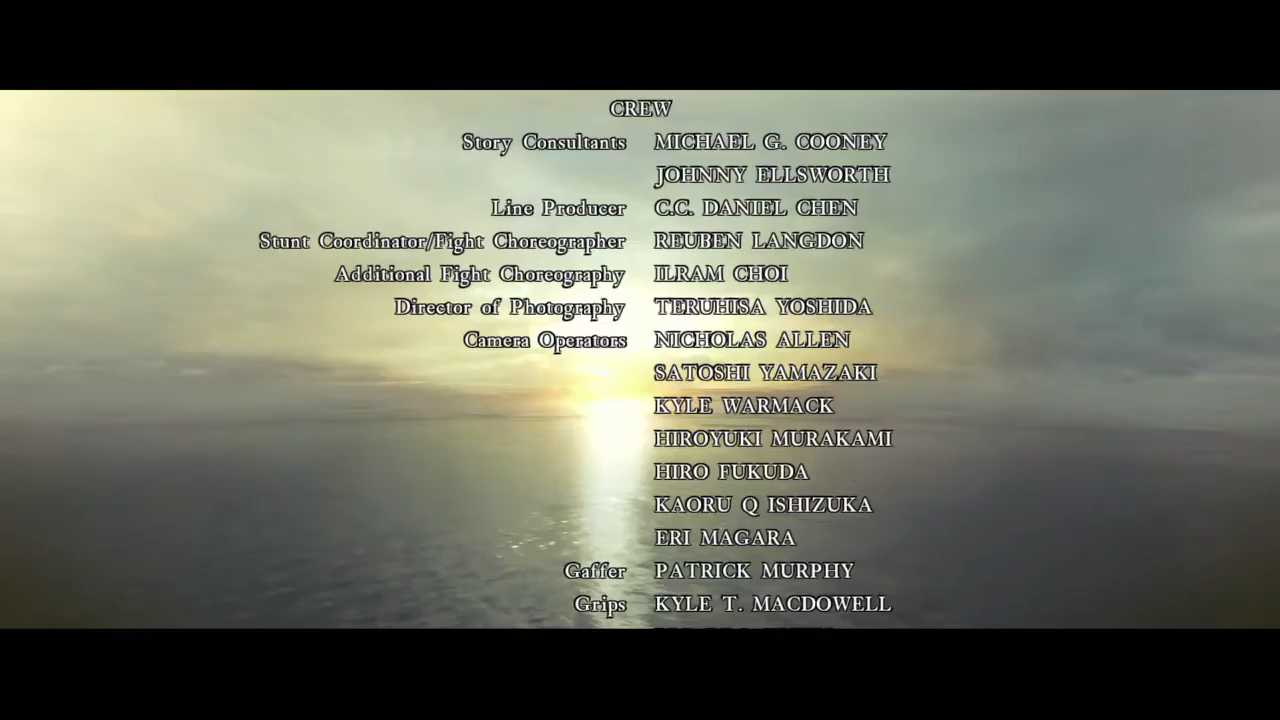 CREW
Story Consultants MICHAEL G. COONEY
JOHNNY ELLSWORTH
Line Producer C.C. DANIEL CHEN
Stunt Coordinator/Fight Choreographer REUBEN LANGDON
Additional Fight Choreography ILRAM CHOI
Director of Photography TERUHISA YOSHIDA
Camera Operators NICHOLAS ALLEN
SATOSHI YAMAZAKI
KYLE WARMACK
HIROYUKI MURAKAMI
HIRO FUKUDA
KAORU Q ISHIZUKA
ERI MAGARA
Gaffer PATRICK MURPHY
Grips KYLE T. MACDOWELL